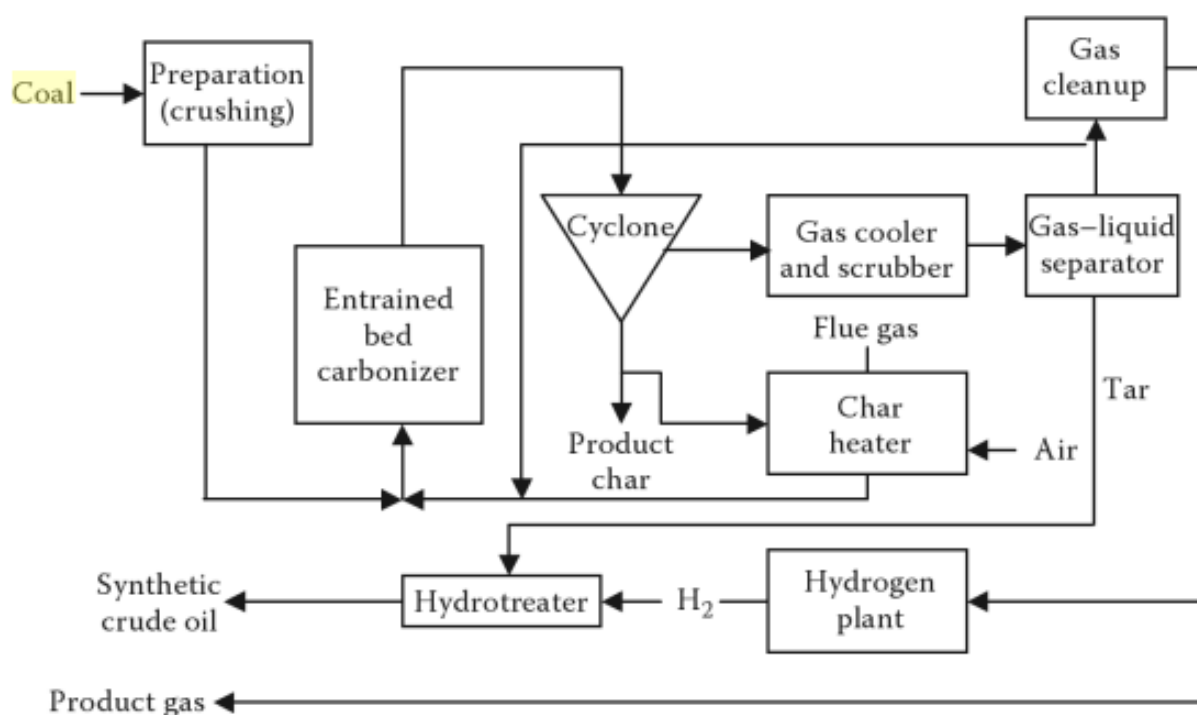 Coal
Preparation
(crushing)
Gas
cleanup
Cyclone
Gas cooler
and scrubber
Gas–liquid
separator
Entrained
bed
carbonizer
Flue gas
Char
heater
Air
Tar
Product
char
Synthetic
crude oil
Hydrotreater
H₂
Hydrogen
plant
Product gas